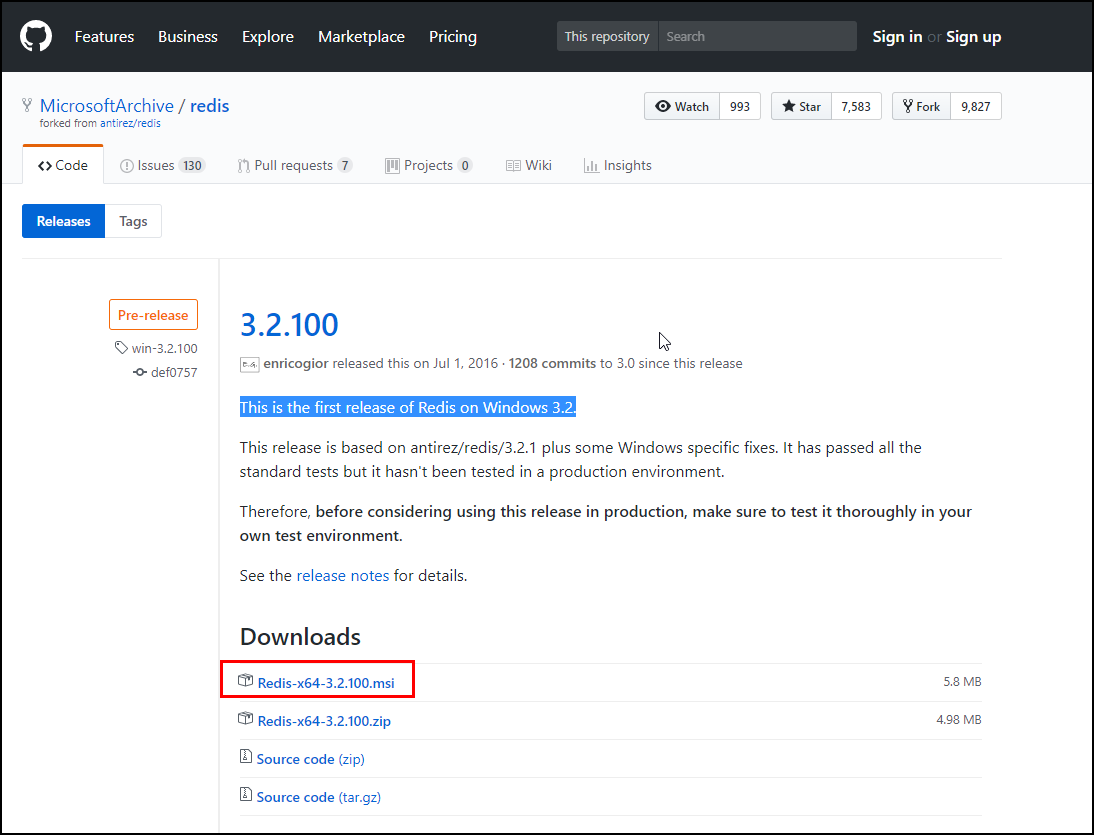 Features Business Explore Marketplace Pricing This repository Search Sign in or Sign up
MicrosoftArchive / redis
forked from antirez/redis
Watch 993 Star 7,583 Fork 9,827
Code Issues 130 Pull requests 7 Projects 0 Wiki Insights
Releases Tags
Pre-release
win-3.2.100
def0757
3.2.100
enricogior released this on Jul 1, 2016 · 1208 commits to 3.0 since this release
This is the first release of Redis on Windows 3.2.
This release is based on antirez/redis/3.2.1 plus some Windows specific fixes. It has passed all the
standard tests but it hasn't been tested in a production environment.
Therefore, before considering using this release in production, make sure to test it thoroughly in your
own test environment.
See the release notes for details.
Downloads
Redis-x64-3.2.100.msi 5.8 MB
Redis-x64-3.2.100.zip 4.98 MB
Source code (zip)
Source code (tar.gz)